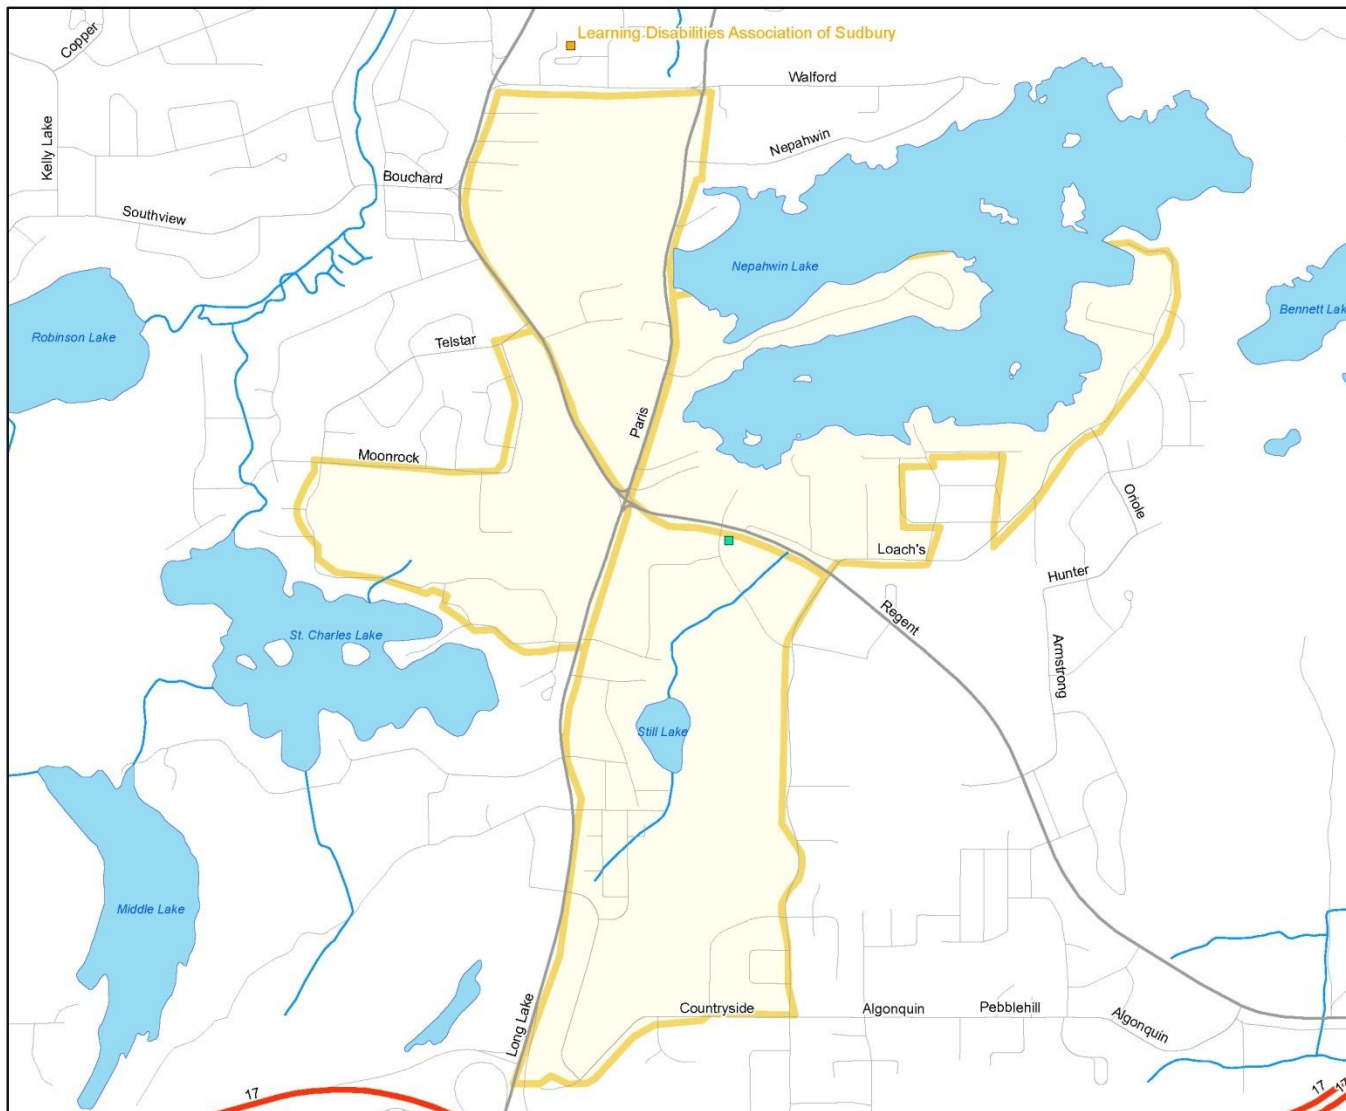 Learning Disabilities Association of Sudbury
Copper
Walford
Nepahwin
Kelly Lake
Bouchard
Southview
Nepahwin Lake
Bennett Lak
Robinson Lake
Telstar
Paris
Moonrock
Oriole
Loach's
Hunter
Regent
St. Charles Lake
Armstrong
Still Lake
Middle Lake
Long Lake
Countryside
Algonquin
Pebblehill
Algonquin
17
17
17